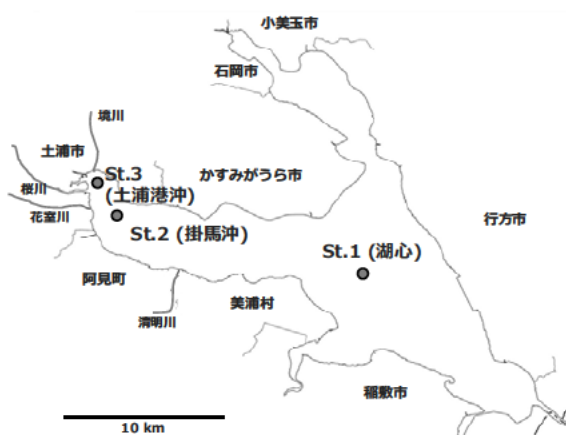 小美玉市
石岡市
境川
土浦市
St.3
(土浦港沖)
かすみがうら市
桜川
花室川
St.2 (掛馬沖)
行方市
St.1 (湖心)
阿見町
美浦村
清明川
稲敷市
10 km